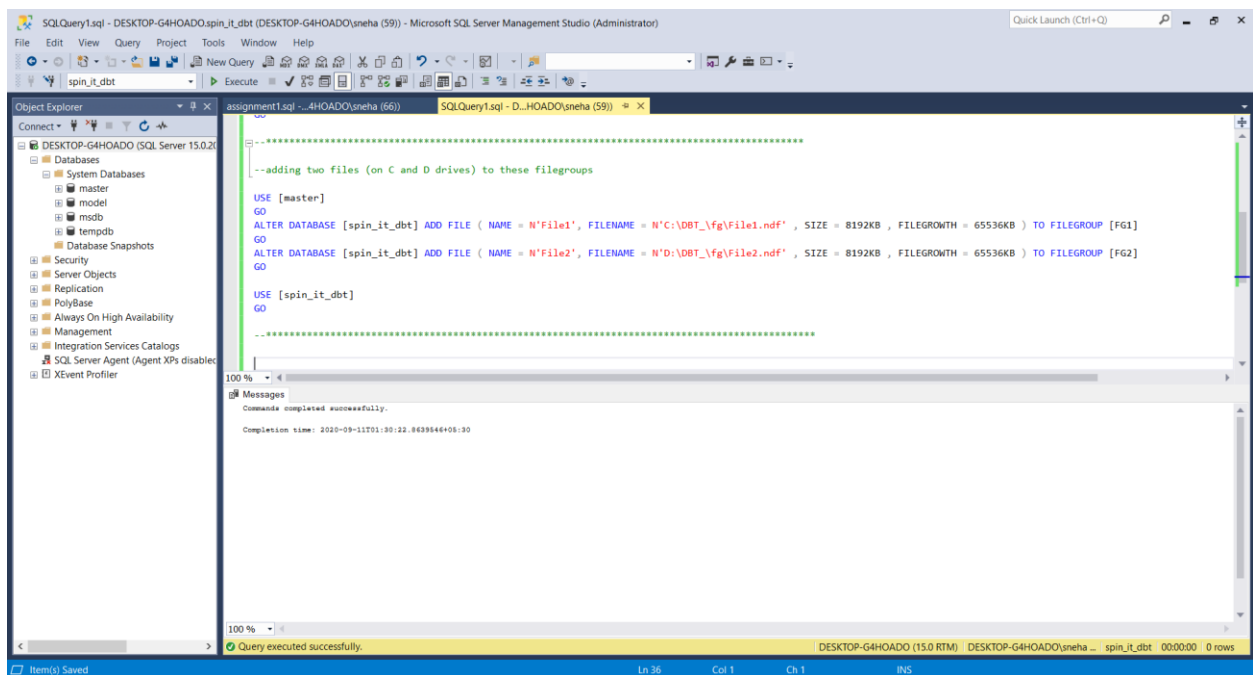 SQLQuery1.sql - DESKTOP-G4HOADO.spin_it_dbt (DESKTOP-G4HOADO\sneha (59)) - Microsoft SQL Server Management Studio (Administrator)
Quick Launch (Ctrl+Q)
File Edit View Query Project Tools Window Help
New Query
spin_it_dbt
Execute
Object Explorer
assignment1.sql -...4HOADO\sneha (66))
SQLQuery1.sql - D...HOADO\sneha (59))
Connect
DESKTOP-G4HOADO (SQL Server 15.0.20
Databases
System Databases
master
model
msdb
tempdb
Database Snapshots
Security
Server Objects
Replication
PolyBase
Always On High Availability
Management
Integration Services Catalogs
SQL Server Agent (Agent XPs disablec
XEvent Profiler
GO
--adding two files (on C and D drives) to these filegroups
USE [master]
GO
ALTER DATABASE [spin_it_dbt] ADD FILE ( NAME = N'File1', FILENAME = N'C:\DBT_\fg\File1.ndf' , SIZE = 8192KB , FILEGROWTH = 65536KB ) TO FILEGROUP [FG1]
GO
ALTER DATABASE [spin_it_dbt] ADD FILE ( NAME = N'File2', FILENAME = N'D:\DBT_\fg\File2.ndf' , SIZE = 8192KB , FILEGROWTH = 65536KB ) TO FILEGROUP [FG2]
GO
USE [spin_it_dbt]
GO
100 %
Messages
Commands completed successfully.
Completion time: 2020-09-11T01:30:22.8639546+05:30
100 %
Query executed successfully.
DESKTOP-G4HOADO (15.0 RTM) DESKTOP-G4HOADO\sneha ... spin_it_dbt 00:00:00 0 rows
Item(s) Saved
Ln 36 Col 1 Ch 1 INS